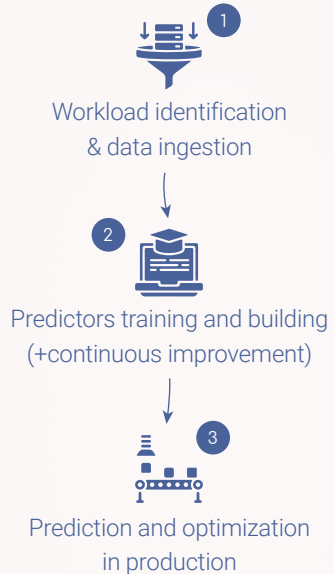 1
Workload identification
& data ingestion
2
Predictors training and building
(+continuous improvement)
3
Prediction and optimization
in production